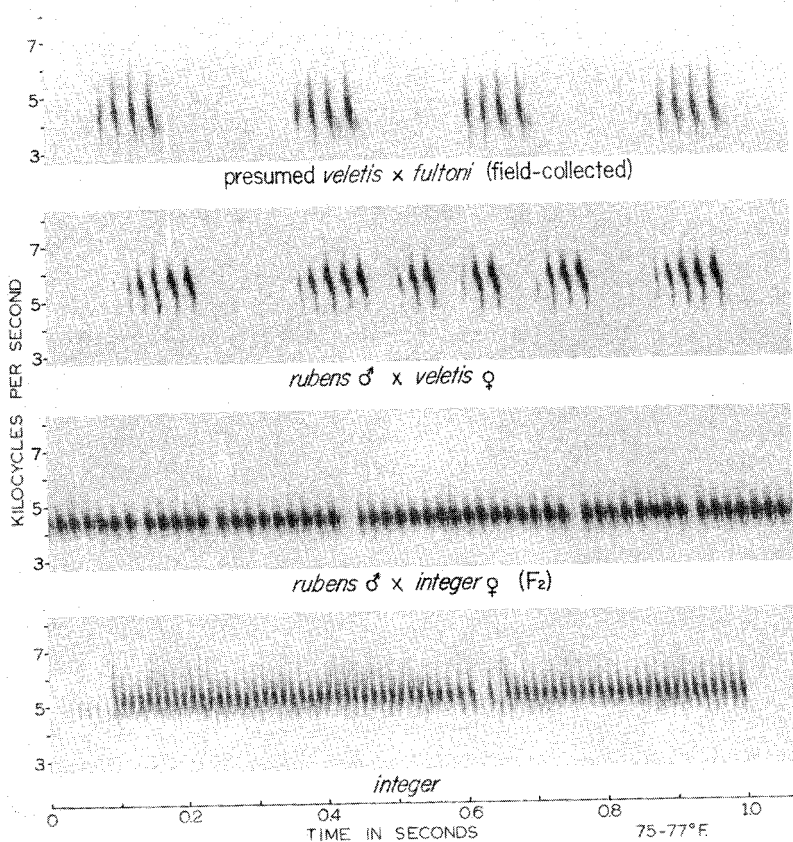 7-
5-
3-
presumed veletis x fultoni (field-collected)
7-
5-
3-
rubens ♂ x veletis ♀
KILOCYCLES PER SECOND
7-
5-
3-
rubens ♂ x integer ♀ (F₂)
7-
5-
3-
integer
0 0.2 0.4 0.6 0.8 1.0
TIME IN SECONDS 75-77°F.